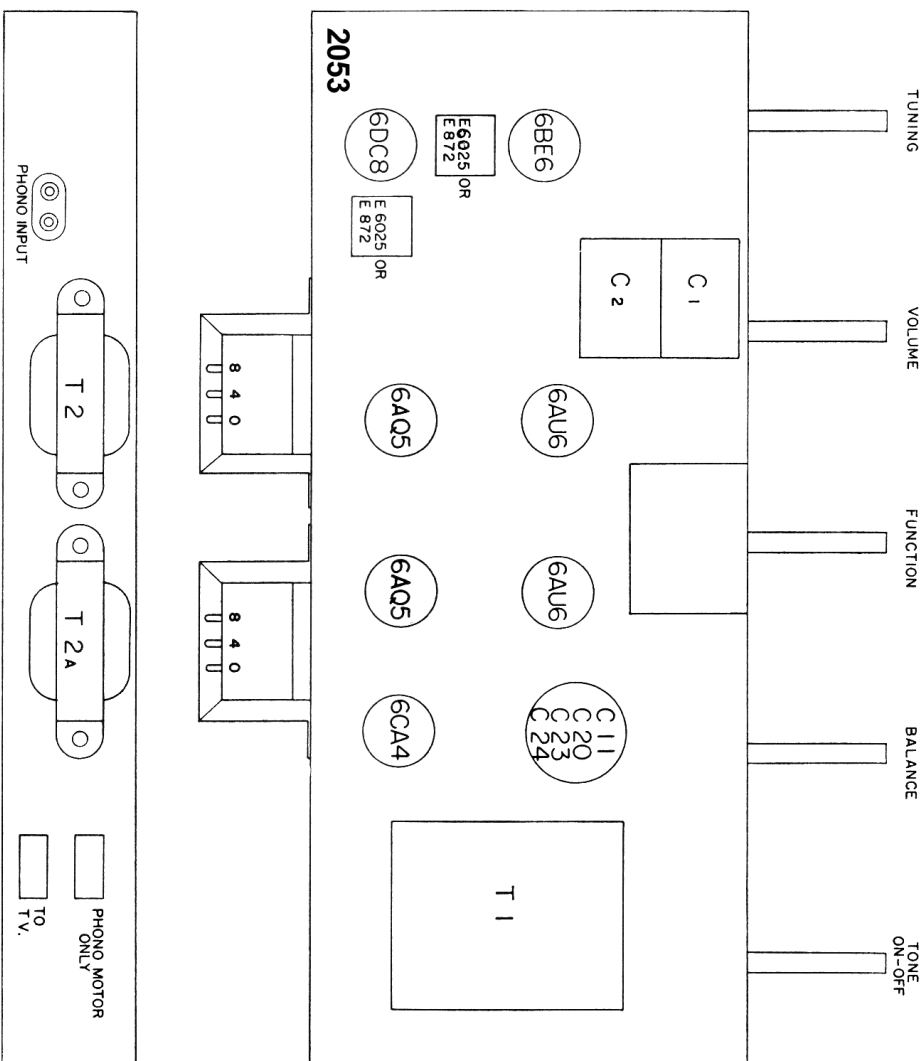 TUNING
VOLUME
FUNCTION
BALANCE
TONE
ON-OFF
2053
6BE6
E6025 OR
E 872
6DC8
E 6025 OR
E 872
C 1
C 2
6AU6
6AQ5
6AU6
6AQ5
C 11
C 20
C 23
C 24
6CA4
T 1
8 4 0
8 4 0
PHONO INPUT
T 2
T 2A
PHONO MOTOR
ONLY
TO
T.V.